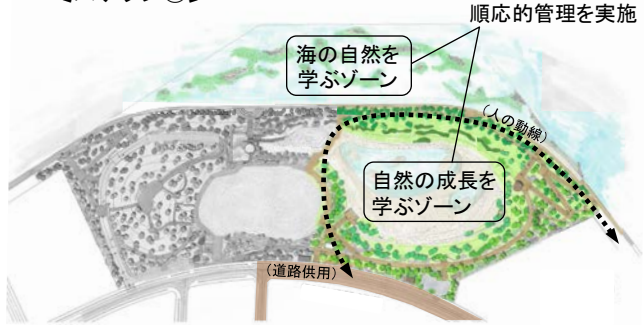 順応的管理を実施
海の自然を
学ぶゾーン
(人の動線)
自然の成長を
学ぶゾーン
(道路供用)